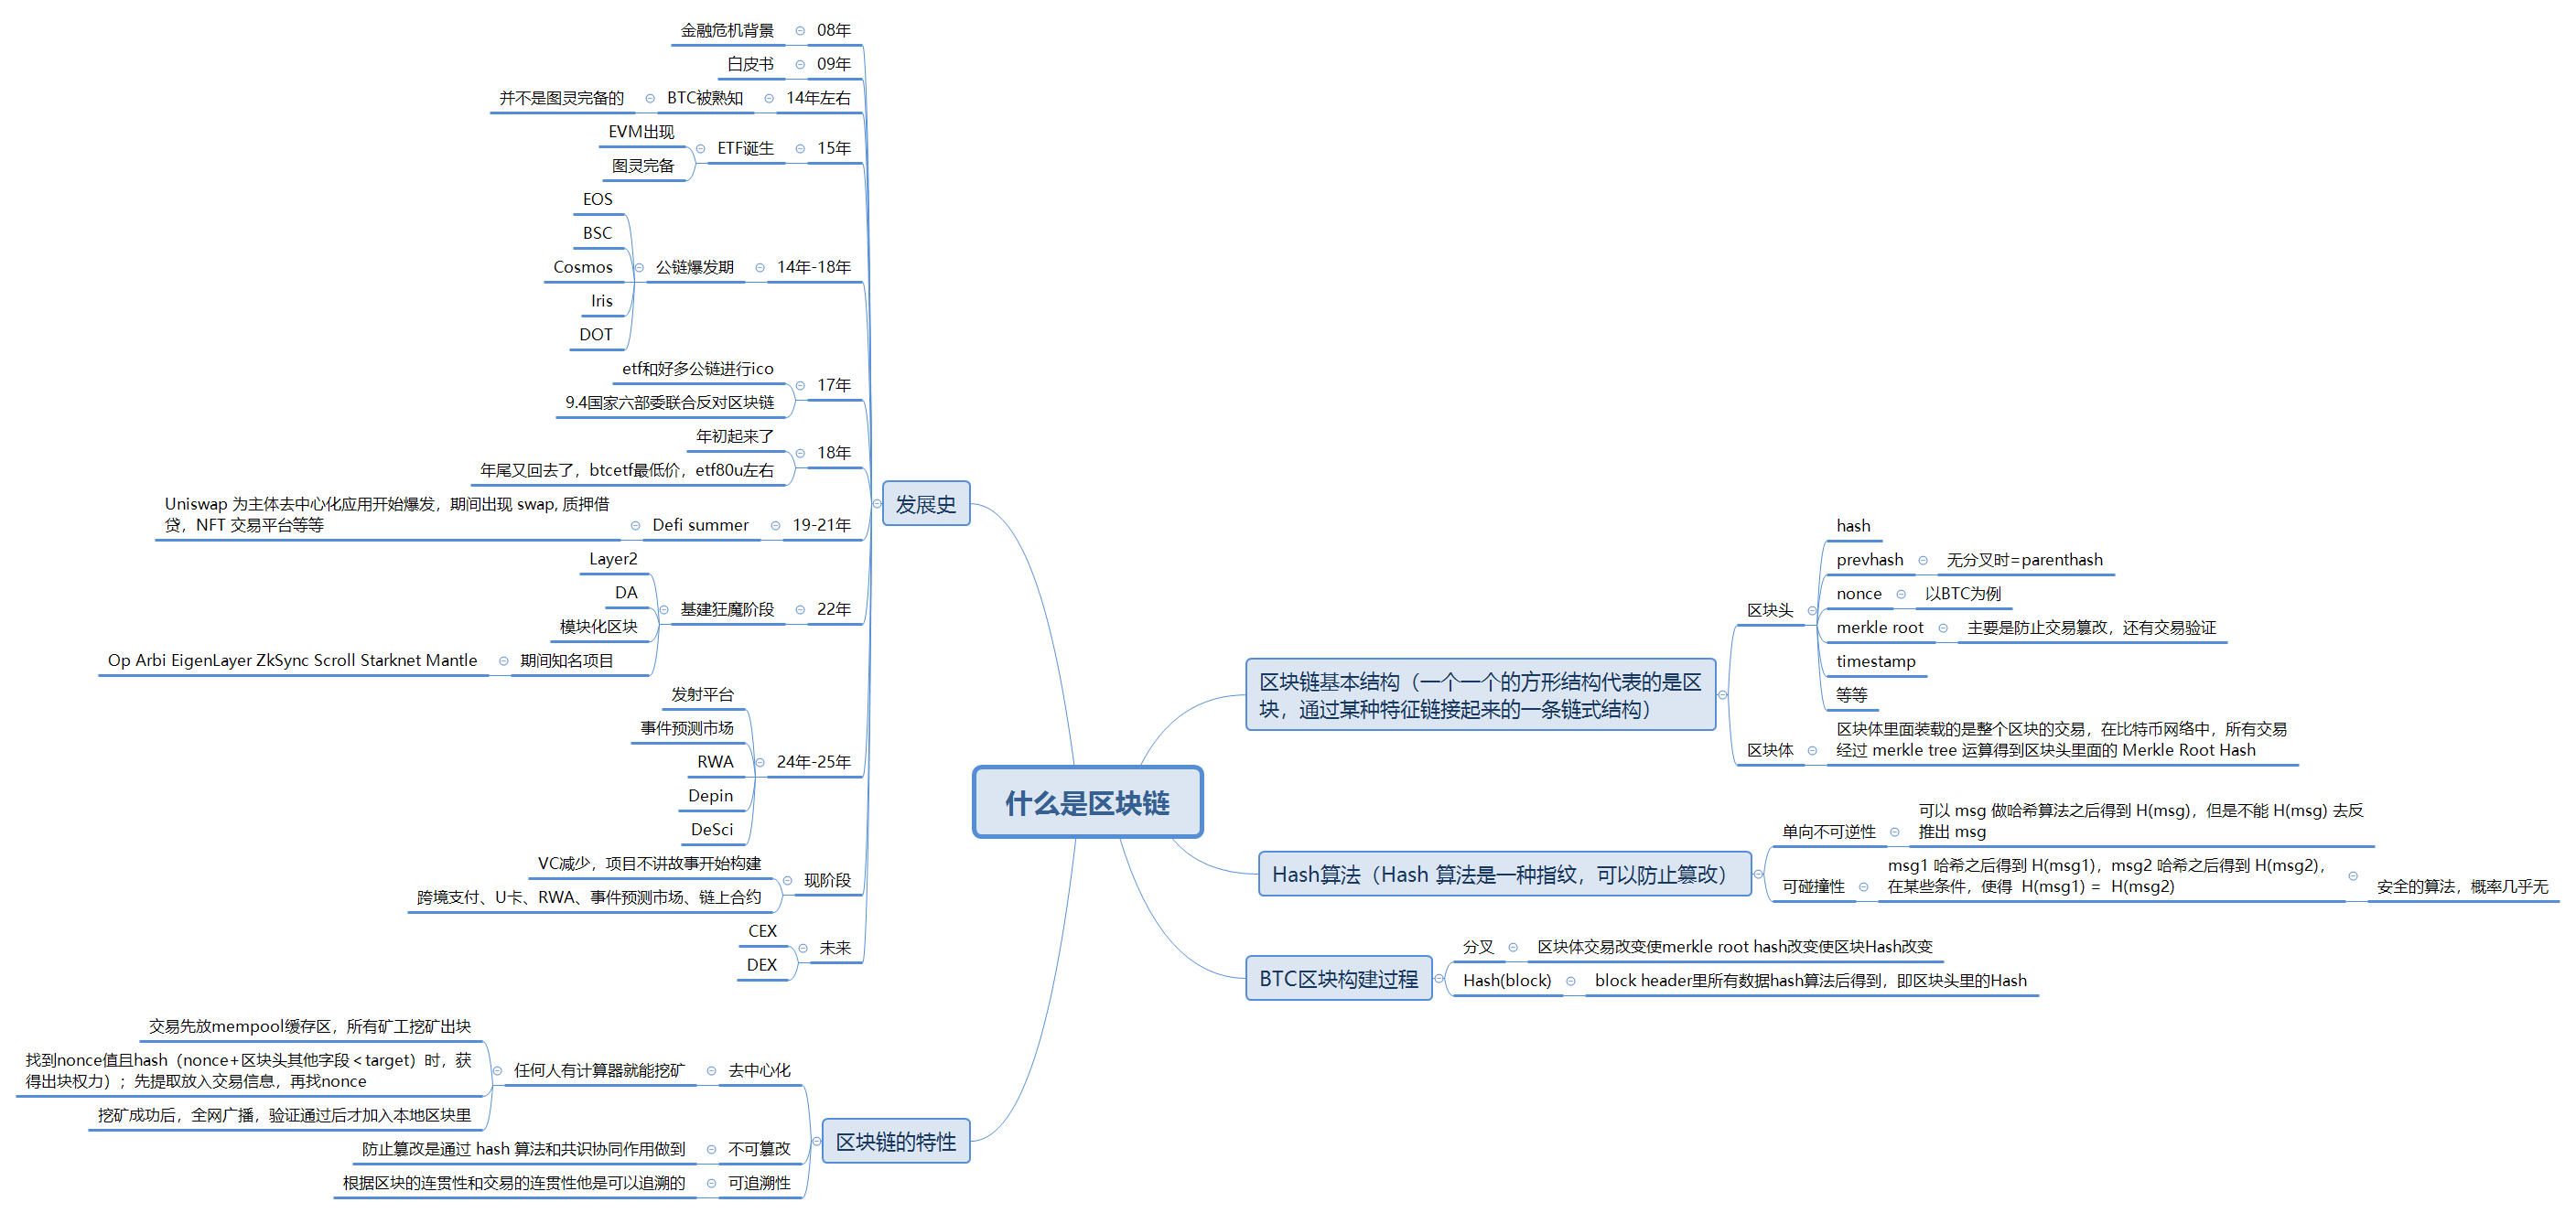 什么是区块链
区块链基本结构（一个一个的方形结构代表的是区
块，通过某种特征链接起来的一条链式结构）
区块头
hash
prevhash
无分叉时=parenthash
nonce
以BTC为例
merkle root
主要是防止交易篡改，还有交易验证
timestamp
等等
区块体
区块体里面装载的是整个区块的交易，在比特币网络中，所有交易
经过 merkle tree 运算得到区块头里面的 Merkle Root Hash
Hash算法（Hash 算法是一种指纹，可以防止篡改）
单向不可逆性
可以 msg 做哈希算法之后得到 H(msg)，但是不能 H(msg) 去反
推出 msg
可碰撞性
msg1 哈希之后得到 H(msg1)，msg2 哈希之后得到 H(msg2)，
在某些条件，使得 H(msg1) = H(msg2)
安全的算法，概率几乎无
BTC区块构建过程
分叉
区块体交易改变使merkle root hash改变使区块Hash改变
Hash(block)
block header里所有数据hash算法后得到，即区块头里的Hash
发展史
08年
金融危机背景
09年
白皮书
14年左右
BTC被熟知
并不是图灵完备的
15年
ETF诞生
EVM出现
图灵完备
14年-18年
公链爆发期
EOS
BSC
Cosmos
Iris
DOT
17年
etf和好多公链进行ico
9.4国家六部委联合反对区块链
18年
年初起来了
年尾又回去了，btcetf最低价，etf80u左右
19-21年
Defi summer
Uniswap 为主体去中心化应用开始爆发，期间出现 swap, 质押借
贷，NFT 交易平台等等
22年
基建狂魔阶段
Layer2
DA
模块化区块
期间知名项目
Op Arbi EigenLayer ZkSync Scroll Starknet Mantle
24年-25年
发射平台
事件预测市场
RWA
Depin
DeSci
现阶段
VC减少，项目不讲故事开始构建
跨境支付、U卡、RWA、事件预测市场、链上合约
未来
CEX
DEX
区块链的特性
去中心化
任何人有计算器就能挖矿
交易先放mempool缓存区，所有矿工挖矿出块
找到nonce值且hash（nonce+区块头其他字段＜target）时，获
得出块权力）；先提取放入交易信息，再找nonce
挖矿成功后，全网广播，验证通过后才加入本地区块里
不可篡改
防止篡改是通过 hash 算法和共识协同作用做到
可追溯性
根据区块的连贯性和交易的连贯性他是可以追溯的